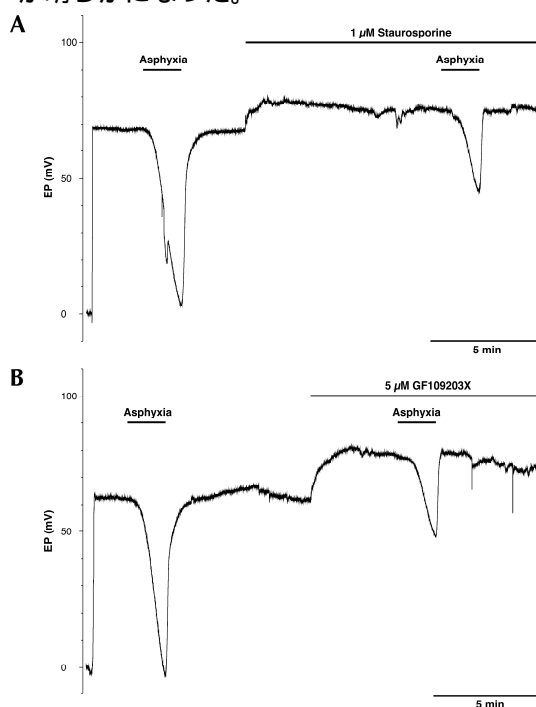 A
1 µM Staurosporine
100
Asphyxia
Asphyxia
EP (mV)
50
0
5 min
B
5 µM GF109203X
100
Asphyxia
Asphyxia
EP (mV)
50
0
5 min